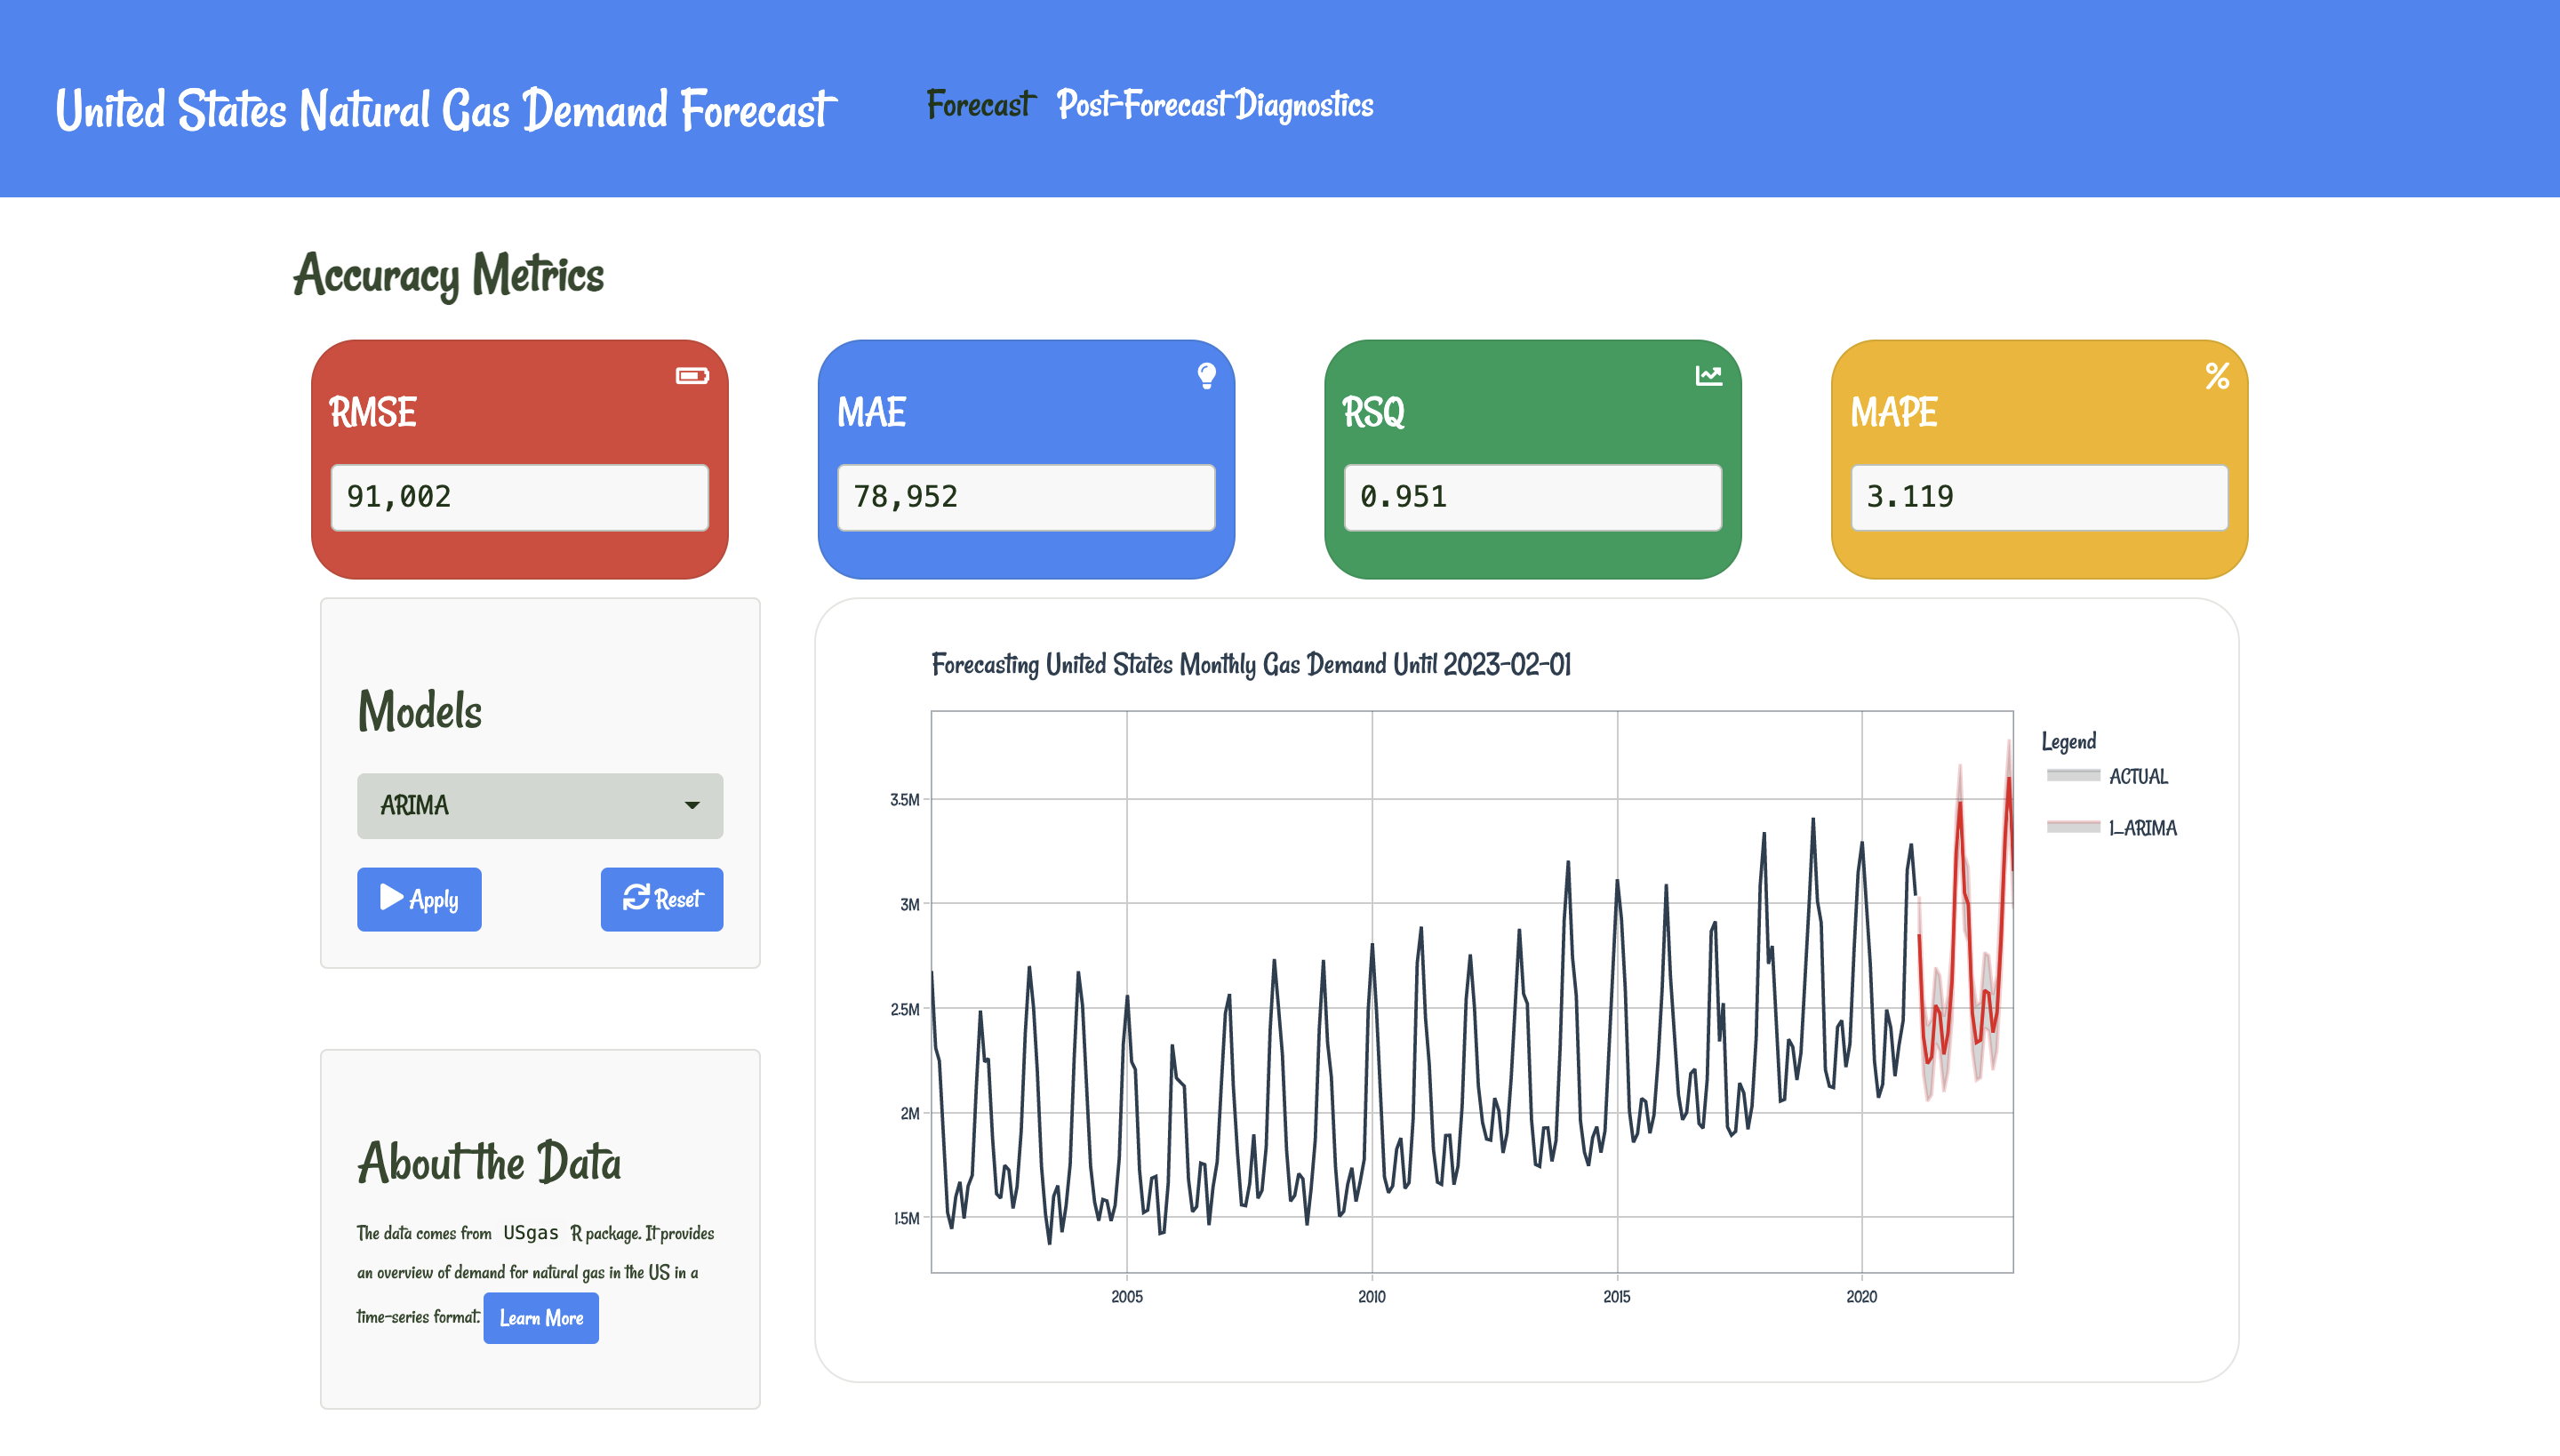 United States Natural Gas Demand Forecast
Forecast
Post-Forecast Diagnostics
Accuracy Metrics
RMSE
91,002
MAE
78,952
RSQ
0.951
%
MAPE
3.119
Models
ARIMA
Apply
Reset
About the Data
The data comes from USgas R package. It provides
an overview of demand for natural gas in the US in a
time-series format. Learn More
Forecasting United States Monthly Gas Demand Until 2023-02-01
3.5M
3M
2.5M
2M
1.5M
2005
2010
2015
2020
Legend
ACTUAL
1_ARIMA